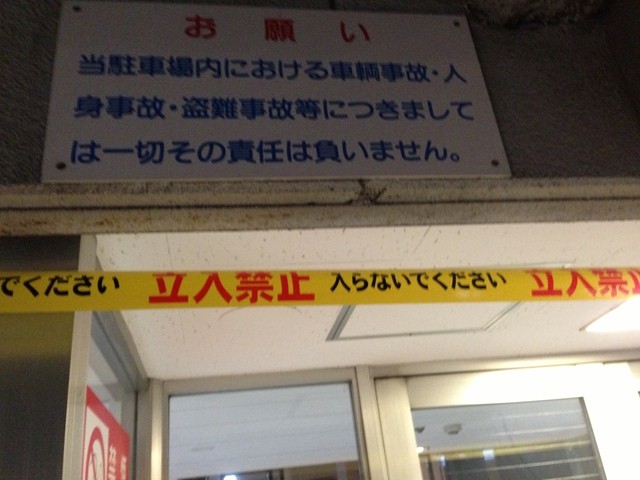 お願い
当駐車場内における車輌事故・人
身事故・盗難事故等につきまして
は一切その責任は負いません。
でください 立入禁止 入らないでください 立入禁止